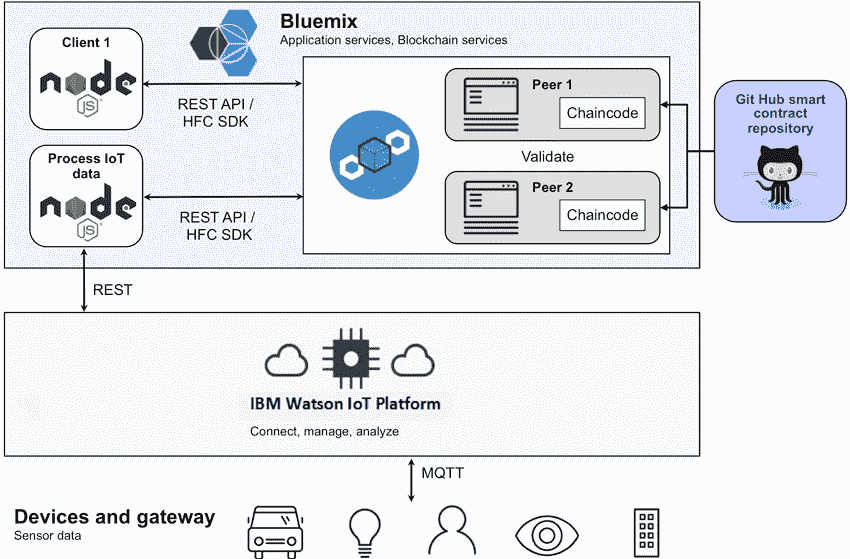 Bluemix
Application services, Blockchain services
Client 1
node
JS
REST API /
HFC SDK
Peer 1
Chaincode
Validate
Git Hub smart
contract
repository
Process IoT
data
node
JS
REST API /
HFC SDK
Peer 2
Chaincode
REST
IBM Watson IoT Platform
Connect, manage, analyze
MQTT
Devices and gateway
Sensor data